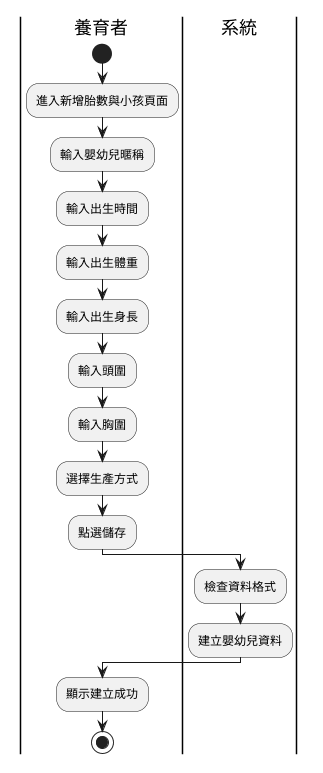 養育者
系統
進入新增胎數與小孩頁面
輸入嬰幼兒暱稱
輸入出生時間
輸入出生體重
輸入出生身長
輸入頭圍
輸入胸圍
選擇生產方式
點選儲存
檢查資料格式
建立嬰幼兒資料
顯示建立成功